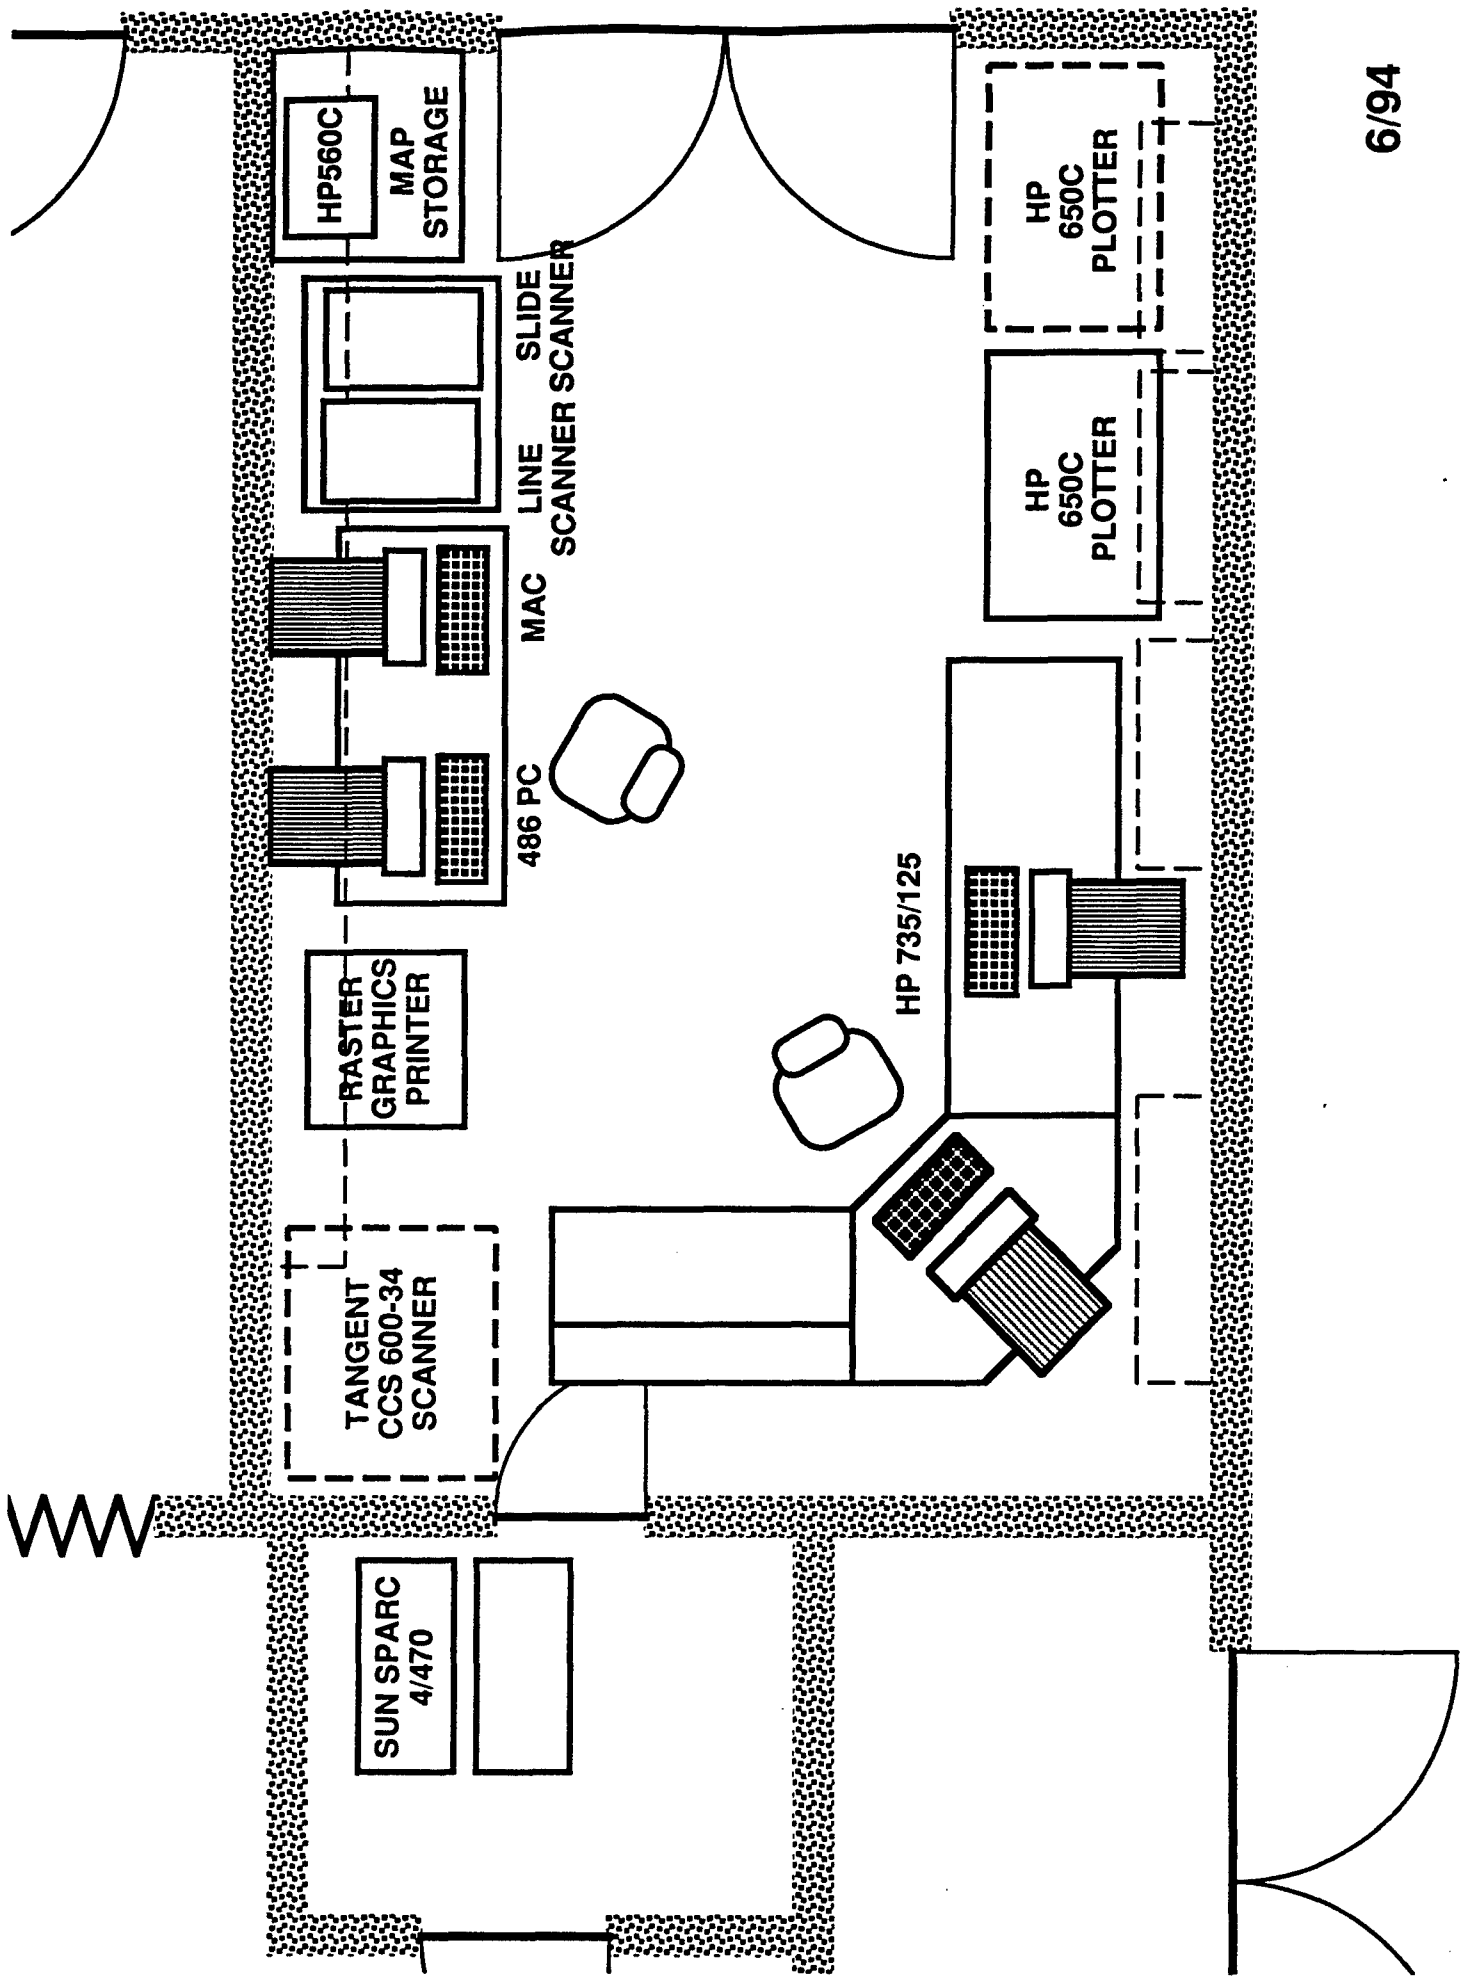 HP560C
MAP
STORAGE
SLIDE
SCANNER
LINE
SCANNER
MAC
486 PC
RASTER
GRAPHICS
PRINTER
TANGENT
CCS 600-34
SCANNER
SUN SPARC
4/470
HP 735/125
HP
650C
PLOTTER
HP
650C
PLOTTER
6/94